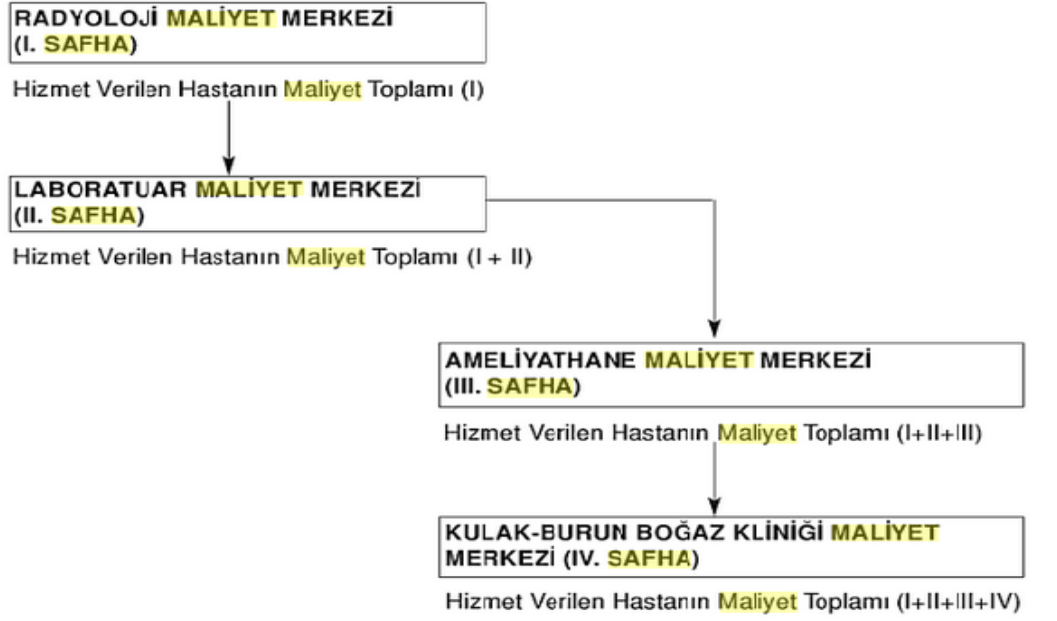 RADYOLOJİ MALİYET MERKEZİ
(I. SAFHA)
Hizmet Verilen Hastanın Maliyet Toplamı (I)
LABORATUAR MALİYET MERKEZİ
(II. SAFHA)
Hizmet Verilen Hastanın Maliyet Toplamı (I + II)
AMELİYATHANE MALİYET MERKEZİ
(III. SAFHA)
Hizmet Verilen Hastanın Maliyet Toplamı (I+II+III)
KULAK-BURUN BOĞAZ KLİNİĞİ MALİYET
MERKEZİ (IV. SAFHA)
Hizmet Verilen Hastanın Maliyet Toplamı (I+II+III+IV)